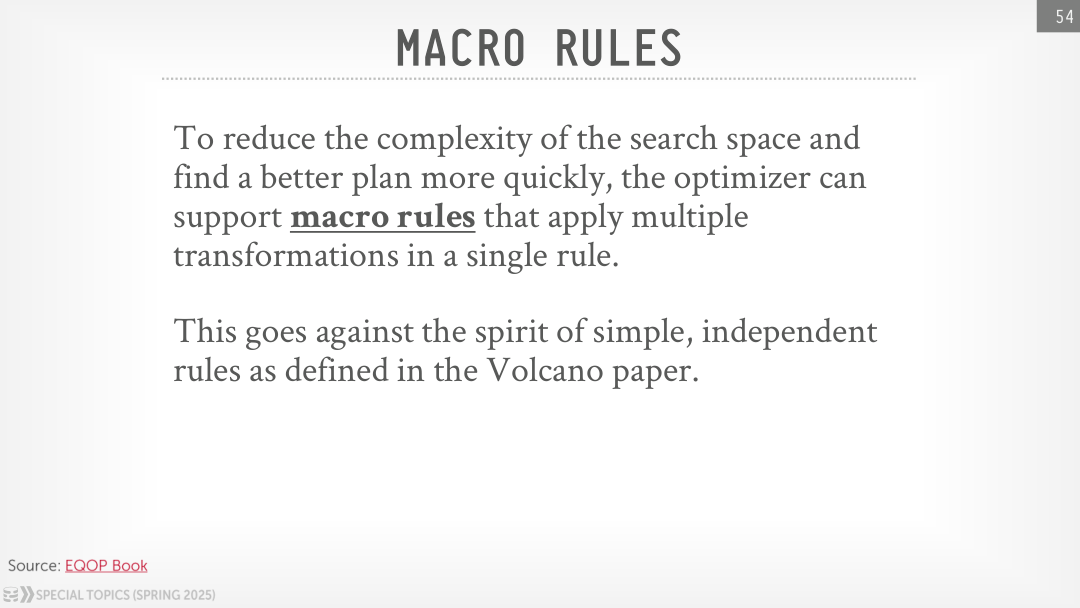 54
MACRO RULES
To reduce the complexity of the search space and
find a better plan more quickly, the optimizer can
support macro rules that apply multiple
transformations in a single rule.
This goes against the spirit of simple, independent
rules as defined in the Volcano paper.
Source: EQOP Book
SPECIAL TOPICS (SPRING 2025)